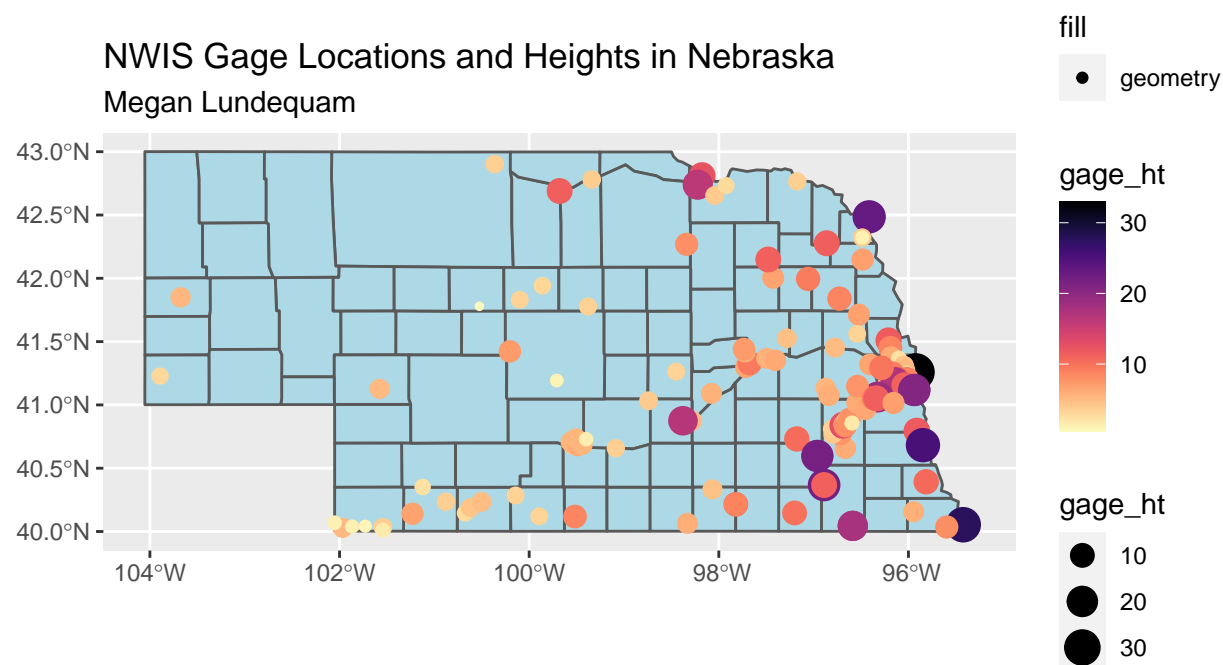 NWIS Gage Locations and Heights in Nebraska
Megan Lundequam
43.0°N
42.5°N
42.0°N
41.5°N
41.0°N
40.5°N
40.0°N
104°W
102°W
100°W
98°W
96°W
fill
geometry
gage_ht
30
20
10
gage_ht
10
20
30